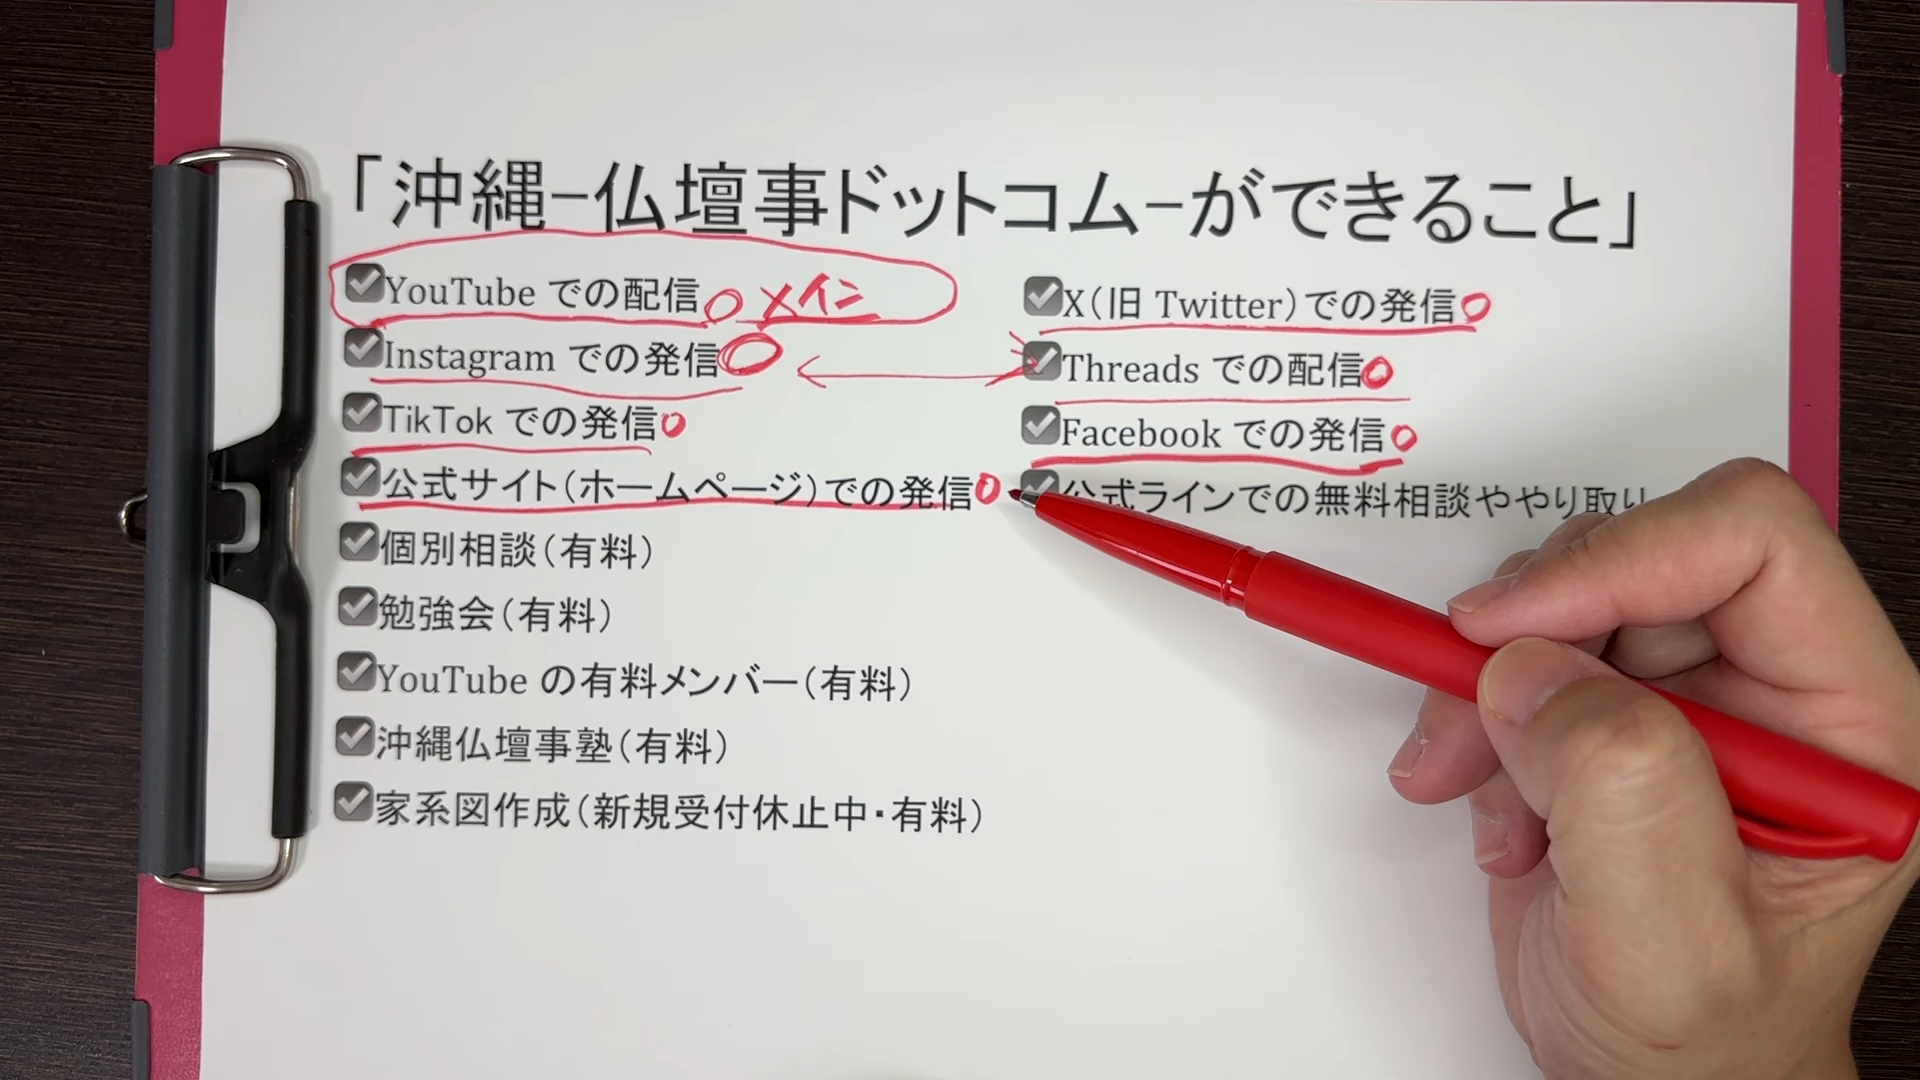 「沖縄−仏壇事ドットコム−ができること」
YouTube での配信 メイン
Instagram での発信
TikTok での発信
公式サイト(ホームページ)での発信
個別相談(有料)
勉強会(有料)
YouTube の有料メンバー(有料)
沖縄仏壇事塾(有料)
家系図作成(新規受付休止中・有料)
X(旧 Twitter)での発信
Threads での配信
Facebook での発信
公式ラインでの無料相談ややり取り